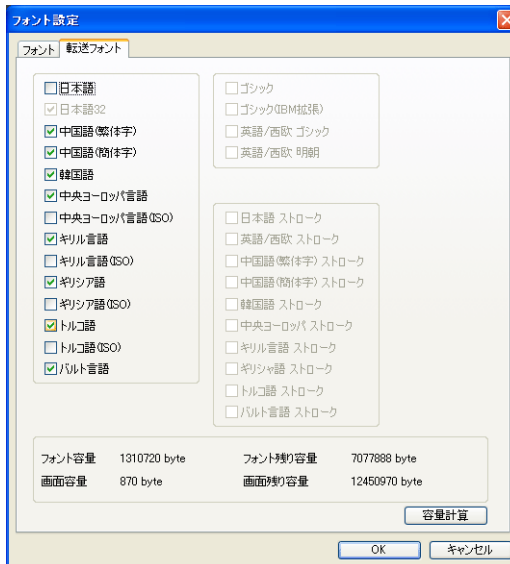 フォント設定
フォント 転送フォント
日本語
日本語32
中国語(繁体字)
中国語(簡体字)
韓国語
中央ヨーロッパ言語
中央ヨーロッパ言語(ISO)
キリル言語
キリル言語(ISO)
ギリシア語
ギリシア語(ISO)
トルコ語
トルコ語(ISO)
バルト言語
ゴシック
ゴシック(IBM拡張)
英語/西欧 ゴシック
英語/西欧 明朝
日本語 ストローク
英語/西欧 ストローク
中国語(繁体字) ストローク
中国語(簡体字) ストローク
韓国語 ストローク
中央ヨーロッパ ストローク
キリル言語 ストローク
ギリシャ語 ストローク
トルコ語 ストローク
バルト言語 ストローク
フォント容量 1310720 byte フォント残り容量 7077888 byte
画面容量 870 byte 画面残り容量 12450970 byte
容量計算
OK キャンセル